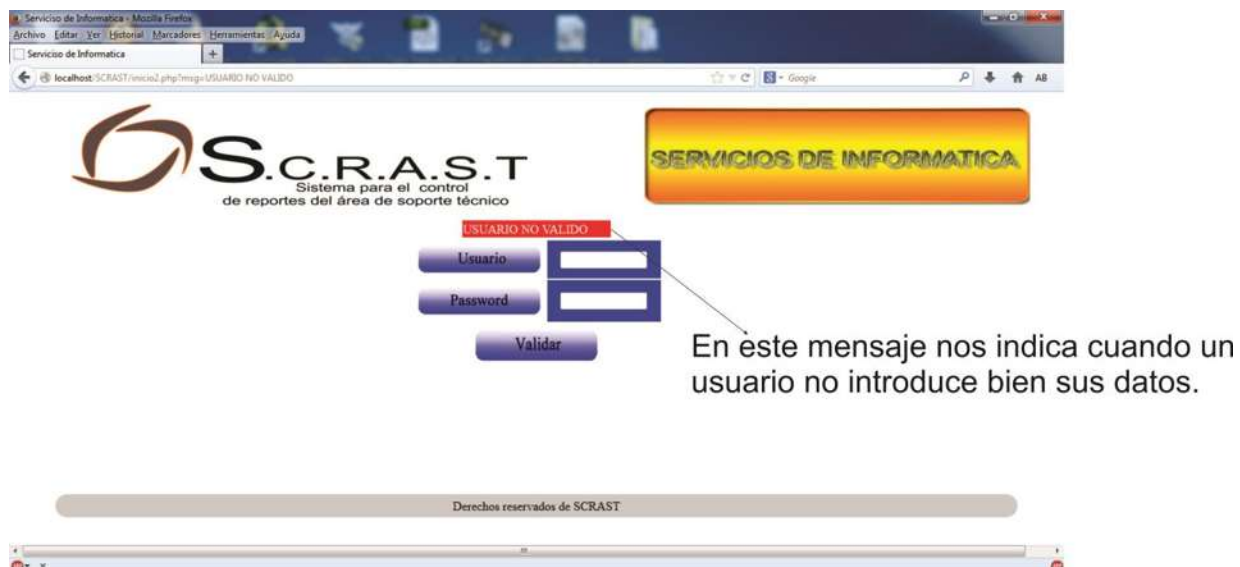 Serviciso de Informatica - Mozilla Firefox
Archivo Editar Ver Historial Marcadores Herramientas Ayuda
Serviciso de Informatica +
localhost/SCRAST/inicio2.php?msg=USUARIO NO VALIDO
Google
AB
S.C.R.A.S.T
Sistema para el control
de reportes del área de soporte técnico
SERVICIOS DE INFORMATICA
USUARIO NO VALIDO
Usuario
Password
Validar
En este mensaje nos indica cuando un
usuario no introduce bien sus datos.
Derechos reservados de SCRAST